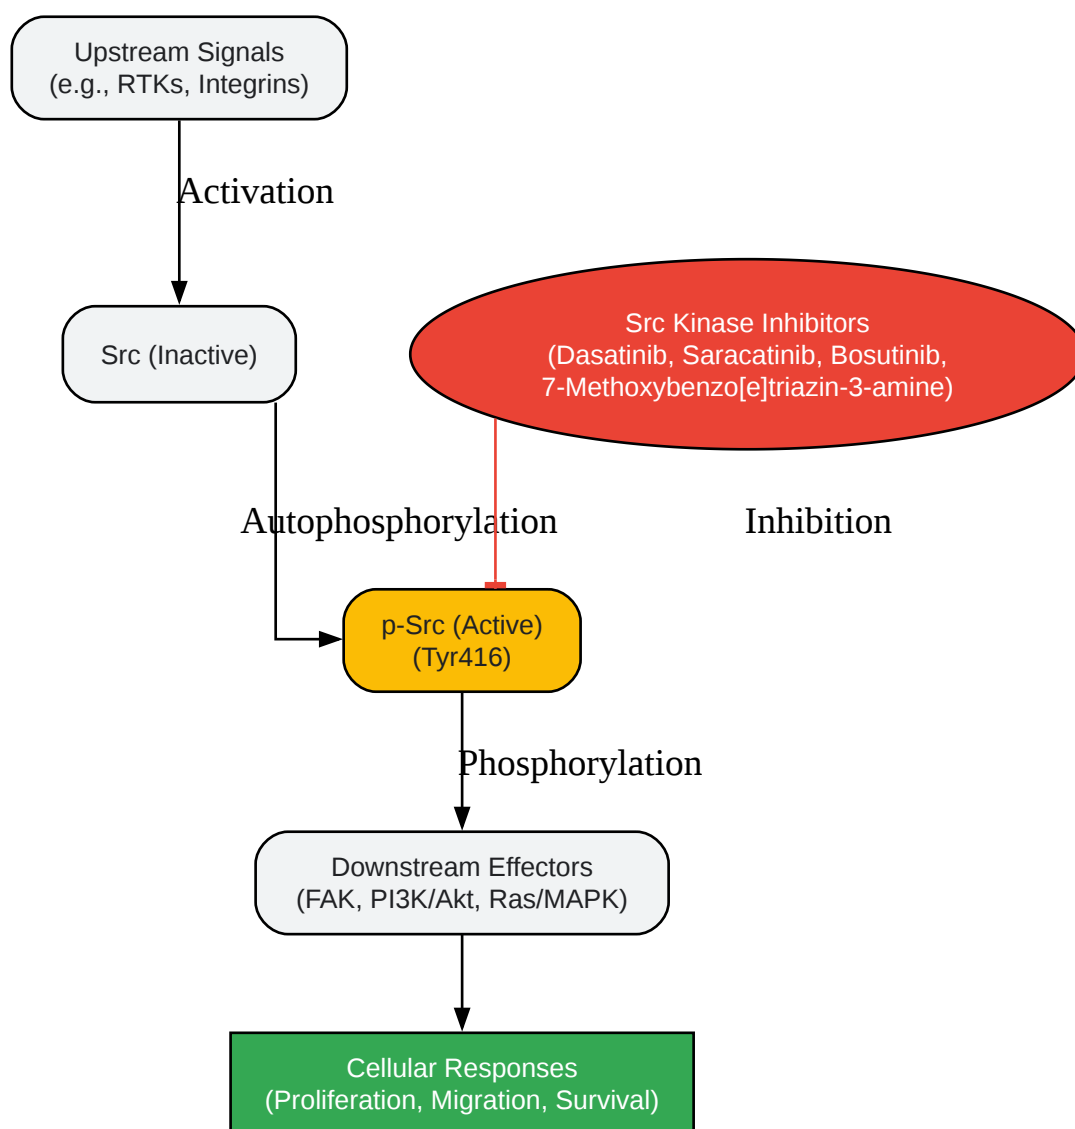 Upstream Signals
(e.g., RTKs, Integrins)
Activation
Src (Inactive)
Src Kinase Inhibitors
(Dasatinib, Saracatinib, Bosutinib,
7-Methoxybenzo[e]triazin-3-amine)
Autophosphorylation
Inhibition
p-Src (Active)
(Tyr416)
Phosphorylation
Downstream Effectors
(FAK, PI3K/Akt, Ras/MAPK)
Cellular Responses
(Proliferation, Migration, Survival)